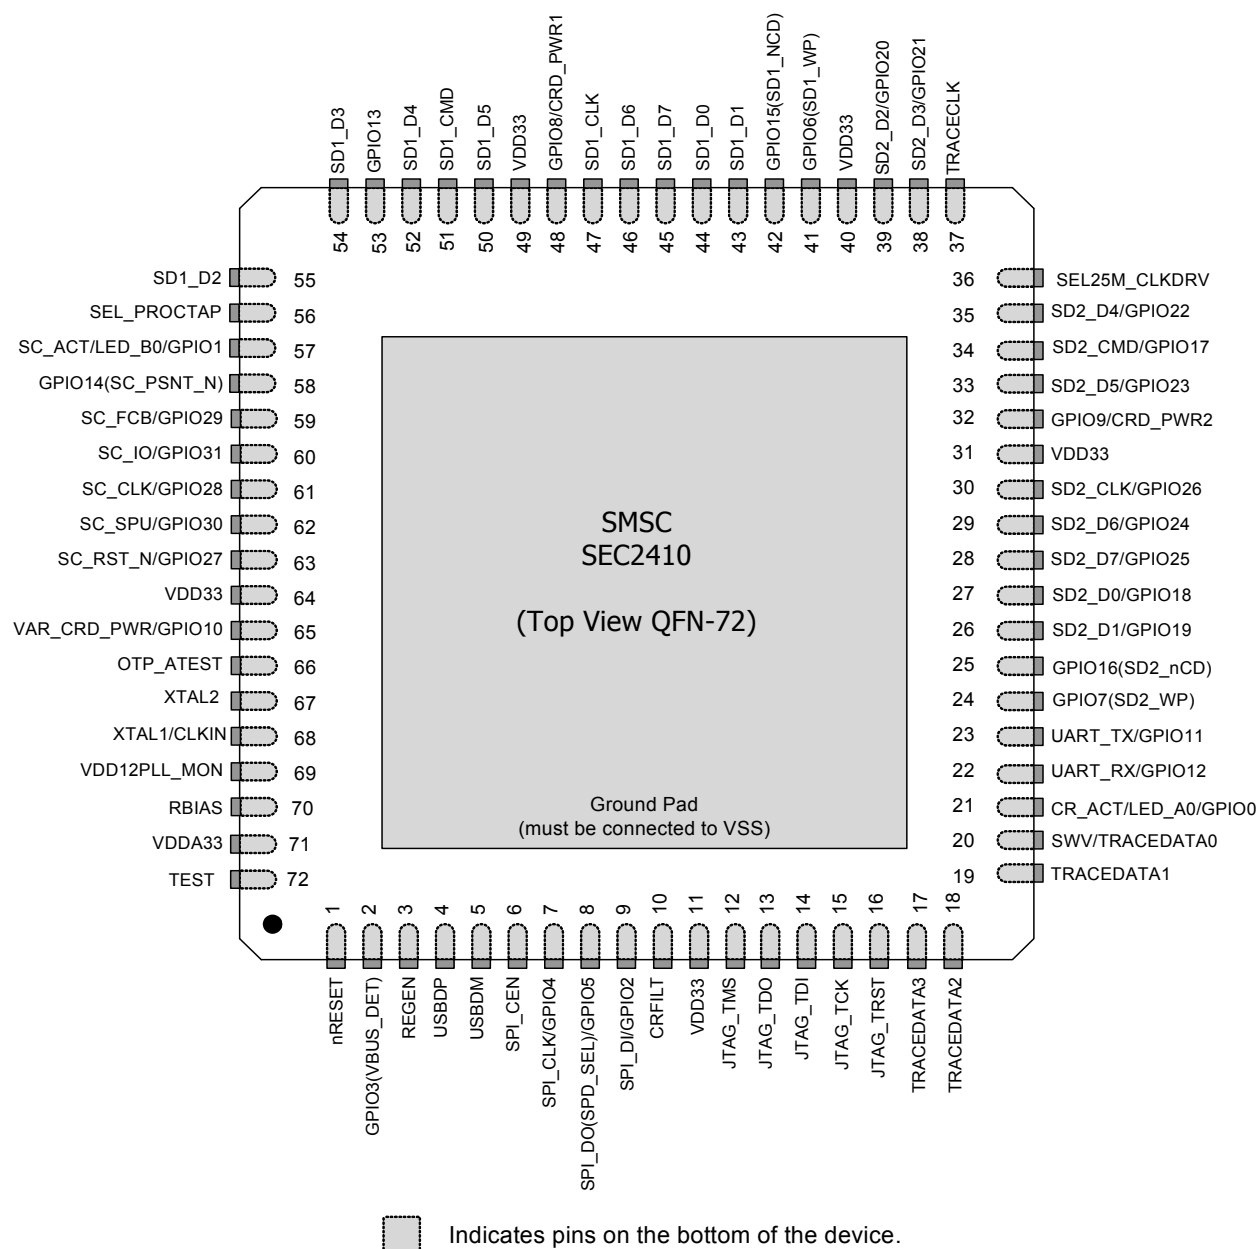 SD1_D3
GPIO13
SD1_D4
SD1_CMD
SD1_D5
VDD33
GPIO8/CRD_PWR1
SD1_CLK
SD1_D6
SD1_D7
SD1_D0
SD1_D1
GPIO15(SD1_NCD)
GPIO6(SD1_WP)
VDD33
SD2_D2/GPIO20
SD2_D3/GPIO21
TRACECLK
54
53
52
51
50
49
48
47
46
45
44
43
42
41
40
39
38
37
SD1_D2 55
SEL_PROCTAP 56
SC_ACT/LED_B0/GPIO1 57
GPIO14(SC_PSNT_N) 58
SC_FCB/GPIO29 59
SC_IO/GPIO31 60
SC_CLK/GPIO28 61
SC_SPU/GPIO30 62
SC_RST_N/GPIO27 63
VDD33 64
VAR_CRD_PWR/GPIO10 65
OTP_ATEST 66
XTAL2 67
XTAL1/CLKIN 68
VDD12PLL_MON 69
RBIAS 70
VDDA33 71
TEST 72
SMSC
SEC2410
(Top View QFN-72)
Ground Pad
(must be connected to VSS)
36 SEL25M_CLKDRV
35 SD2_D4/GPIO22
34 SD2_CMD/GPIO17
33 SD2_D5/GPIO23
32 GPIO9/CRD_PWR2
31 VDD33
30 SD2_CLK/GPIO26
29 SD2_D6/GPIO24
28 SD2_D7/GPIO25
27 SD2_D0/GPIO18
26 SD2_D1/GPIO19
25 GPIO16(SD2_nCD)
24 GPIO7(SD2_WP)
23 UART_TX/GPIO11
22 UART_RX/GPIO12
21 CR_ACT/LED_A0/GPIO0
20 SWV/TRACEDATA0
19 TRACEDATA1
1
2
3
4
5
6
7
8
9
10
11
12
13
14
15
16
17
18
nRESET
GPIO3(VBUS_DET)
REGEN
USBDP
USBDM
SPI_CEN
SPI_CLK/GPIO4
SPI_DO(SPD_SEL)/GPIO5
SPI_DI/GPIO2
CRFILT
VDD33
JTAG_TMS
JTAG_TDO
JTAG_TDI
JTAG_TCK
JTAG_TRST
TRACEDATA3
TRACEDATA2
Indicates pins on the bottom of the device.